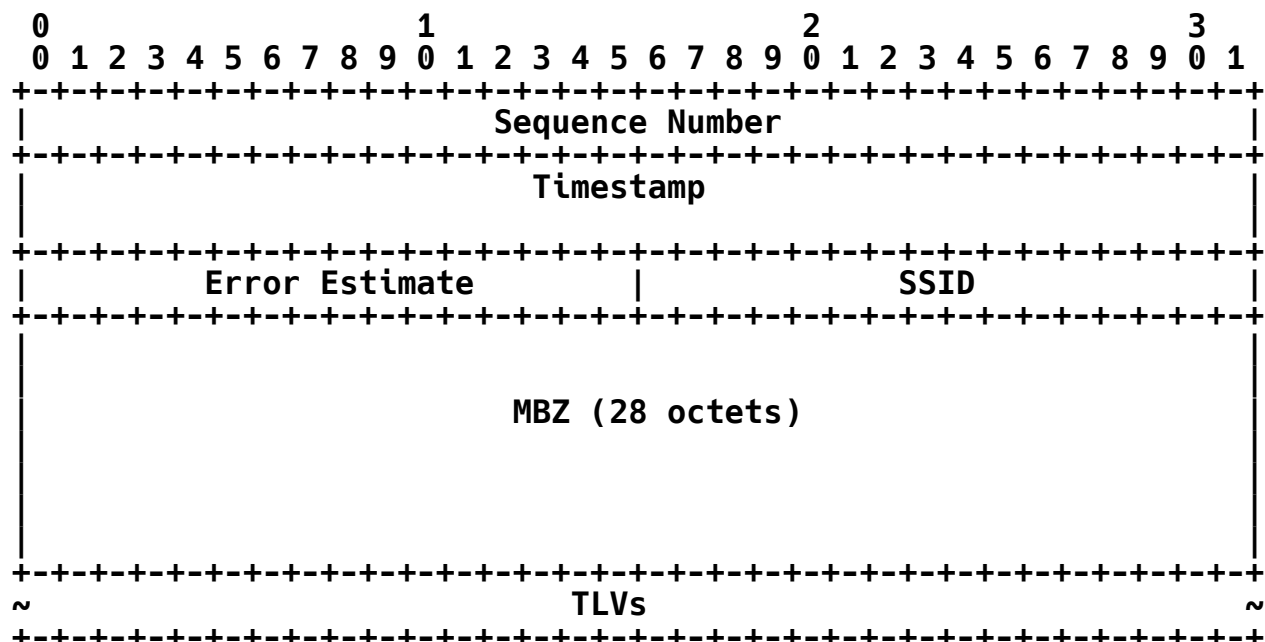 0                   1                   2                   3
 0 1 2 3 4 5 6 7 8 9 0 1 2 3 4 5 6 7 8 9 0 1 2 3 4 5 6 7 8 9 0 1
+-+-+-+-+-+-+-+-+-+-+-+-+-+-+-+-+-+-+-+-+-+-+-+-+-+-+-+-+-+-+-+-+
|                        Sequence Number                        |
+-+-+-+-+-+-+-+-+-+-+-+-+-+-+-+-+-+-+-+-+-+-+-+-+-+-+-+-+-+-+-+-+
|                          Timestamp                            |
|                                                               |
+-+-+-+-+-+-+-+-+-+-+-+-+-+-+-+-+-+-+-+-+-+-+-+-+-+-+-+-+-+-+-+-+
|         Error Estimate        |             SSID              |
+-+-+-+-+-+-+-+-+-+-+-+-+-+-+-+-+-+-+-+-+-+-+-+-+-+-+-+-+-+-+-+-+
|                                                               |
|                                                               |
|                         MBZ (28 octets)                       |
|                                                               |
|                                                               |
|                                                               |
|                                                               |
+-+-+-+-+-+-+-+-+-+-+-+-+-+-+-+-+-+-+-+-+-+-+-+-+-+-+-+-+-+-+-+-+
~                            TLVs                               ~
+-+-+-+-+-+-+-+-+-+-+-+-+-+-+-+-+-+-+-+-+-+-+-+-+-+-+-+-+-+-+-+-+